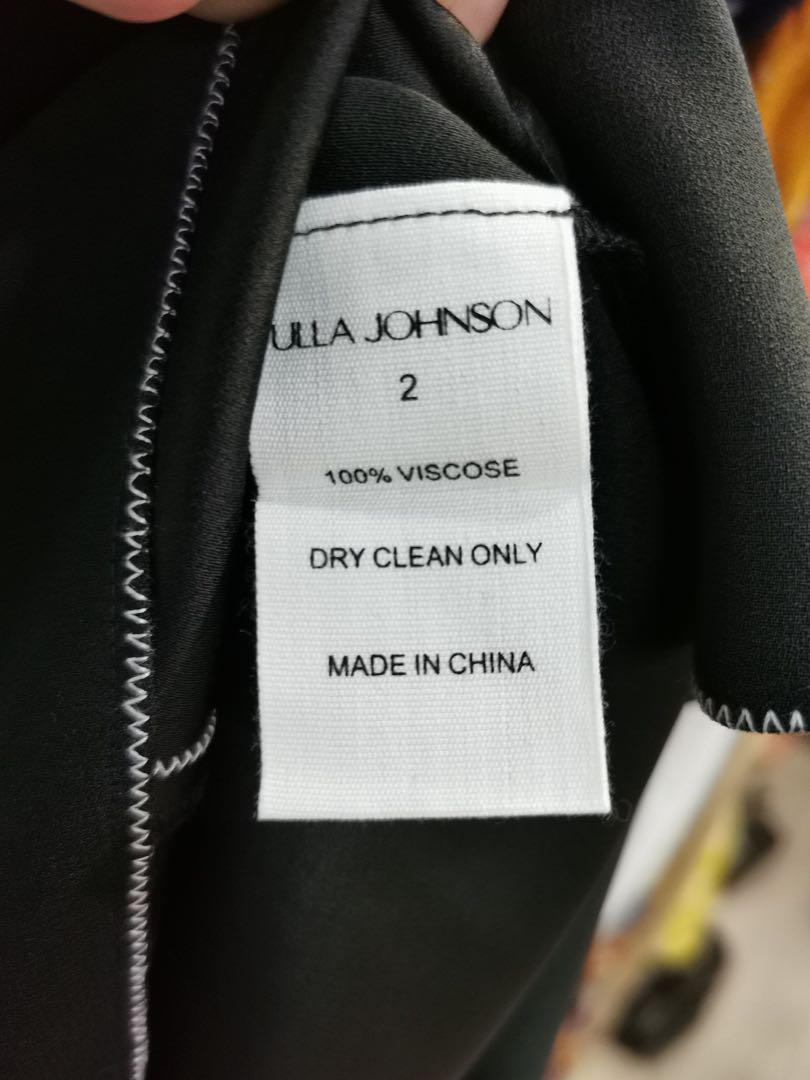 ULLA JOHNSON
2
100% VISCOSE
DRY CLEAN ONLY
MADE IN CHINA